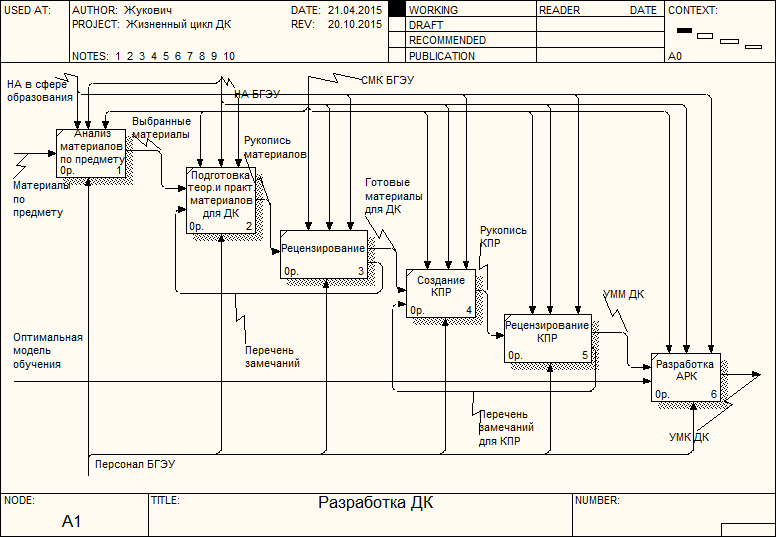 USED AT:
AUTHOR: Жукович
DATE: 21.04.2015
PROJECT: Жизненный цикл ДК
REV: 20.10.2015
NOTES: 1 2 3 4 5 6 7 8 9 10
WORKING
DRAFT
RECOMMENDED
PUBLICATION
READER
DATE
CONTEXT:
A0
НА в сфере
образования
НА БГЭУ
СМК БГЭУ
Анализ
материалов
по предмету
0р.
1
Выбранные
материалы
Материалы
по
предмету
Подготовка
теор.и практ.
материалов
для ДК
0р.
2
Рукопись
материалов
Рецензирование
0р.
3
Готовые
материалы
для ДК
Создание
КПР
0р.
4
Рукопись
КПР
Рецензирование
КПР
0р.
5
УММ ДК
Разработка
АРК
0р.
6
Оптимальная
модель
обучения
Перечень
замечаний
Перечень
замечаний
для КПР
УМК ДК
Персонал БГЭУ
NODE:
А1
TITLE:
Разработка ДК
NUMBER: